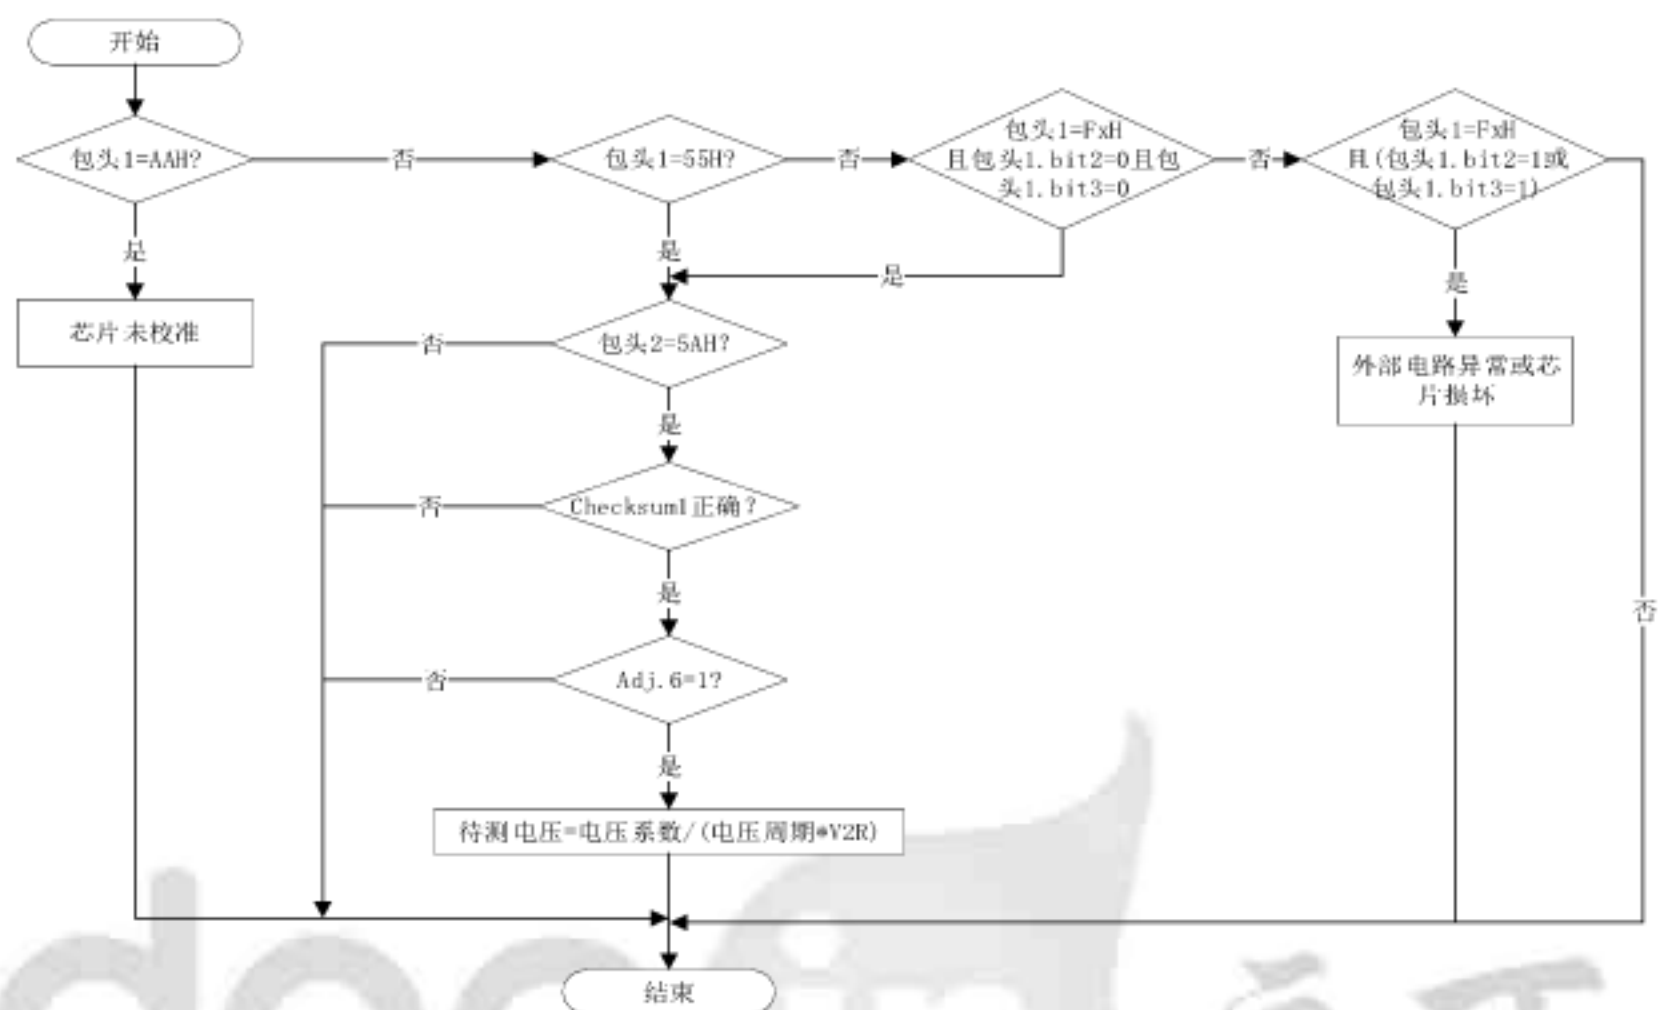 开始
包头1=AAH?
否
包头1=55H?
否
包头1=FxH
且包头1.bit2=0且包
头1.bit3=0
否
包头1=FxH
且(包头1.bit2=1或
包头1.bit3=1)
是
是
是
是
芯片未校准
否
包头2=5AH?
外部电路异常或芯
片损坏
是
否
Checksum1正确?
是
否
否
Adj.6=1?
是
待测电压=电压系数/(电压周期*V2R)
结束
docin